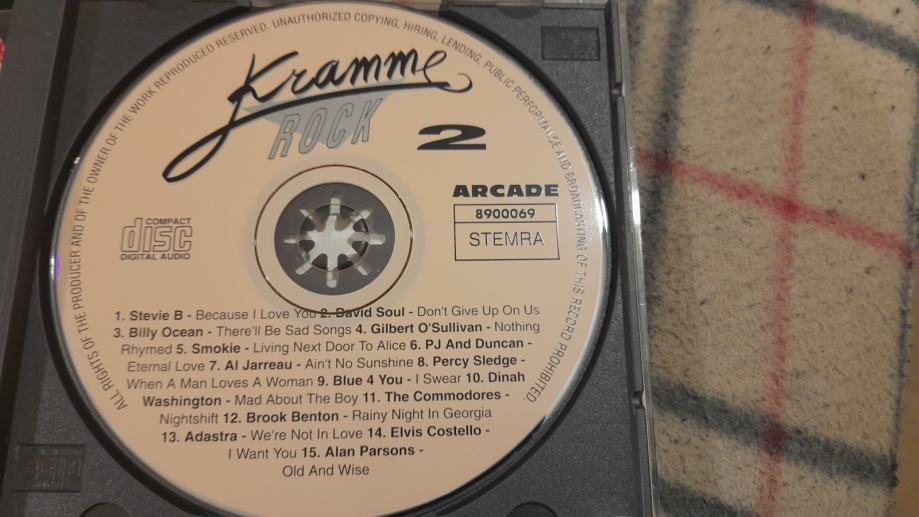 ALL RIGHTS OF THE PRODUCER AND OF THE OWNER OF THE WORK REPRODUCED RESERVED. UNAUTHORIZED COPYING, HIRING, LENDING, PUBLIC PERFORMANCE AND BROADCASTING OF THIS RECORD PROHIBITED.
Kramme
ROCK
2
ARCADE
8900069
STEMRA
COMPACT
disc
DIGITAL AUDIO
1. Stevie B - Because I Love You 2. David Soul - Don't Give Up On Us
3. Billy Ocean - There'll Be Sad Songs 4. Gilbert O'Sullivan - Nothing
Rhymed 5. Smokie - Living Next Door To Alice 6. PJ And Duncan -
Eternal Love 7. Al Jarreau - Ain't No Sunshine 8. Percy Sledge -
When A Man Loves A Woman 9. Blue 4 You - I Swear 10. Dinah
Washington - Mad About The Boy 11. The Commodores -
Nightshift 12. Brook Benton - Rainy Night In Georgia
13. Adastra - We're Not In Love 14. Elvis Costello -
I Want You 15. Alan Parsons -
Old And Wise